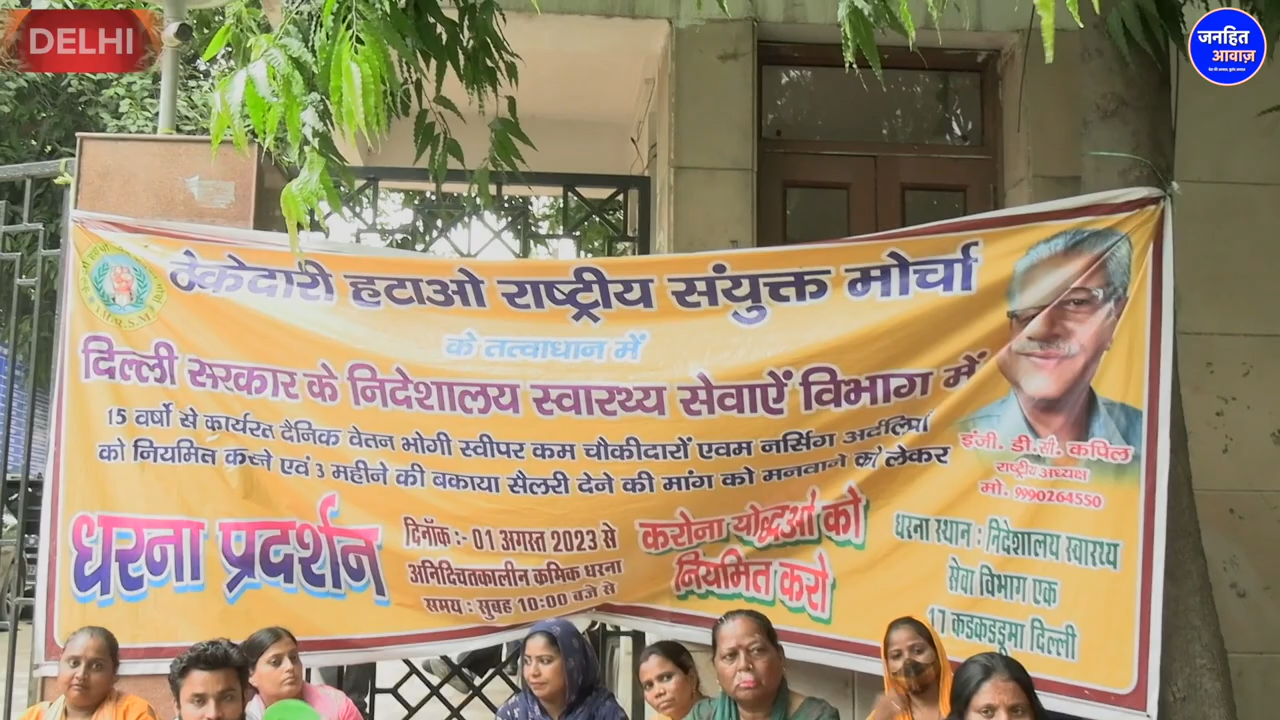 DELHI
जनहित
आवाज़
ठेकेदारी हटाओ राष्ट्रीय संयुक्त मोर्चा
के तत्वाधान में
दिल्ली सरकार के निदेशालय स्वास्थ्य सेवाऐं विभाग में
15 वर्षो से कार्यरत दैनिक वेतन भोगी स्वीपर कम चौकीदारों एवम नर्सिंग अर्दलियों
को नियमित करने एवं 3 महीने की बकाया सैलरी देने की मांग को मनवाने को लेकर
इंजी. डी.सी. कपिल
राष्ट्रीय अध्यक्ष
मो. 9990264550
धरना प्रदर्शन
दिनाँक :- 01 अगस्त 2023 से
अनिश्चितकालीन क्रमिक धरना
समय : सुबह 10:00 बजे से
करोना योद्धओं को
नियमित करो
धरना स्थान : निदेशालय स्वास्थ्य
सेवा विभाग एफ
17 कडकडडूमा दिल्ली